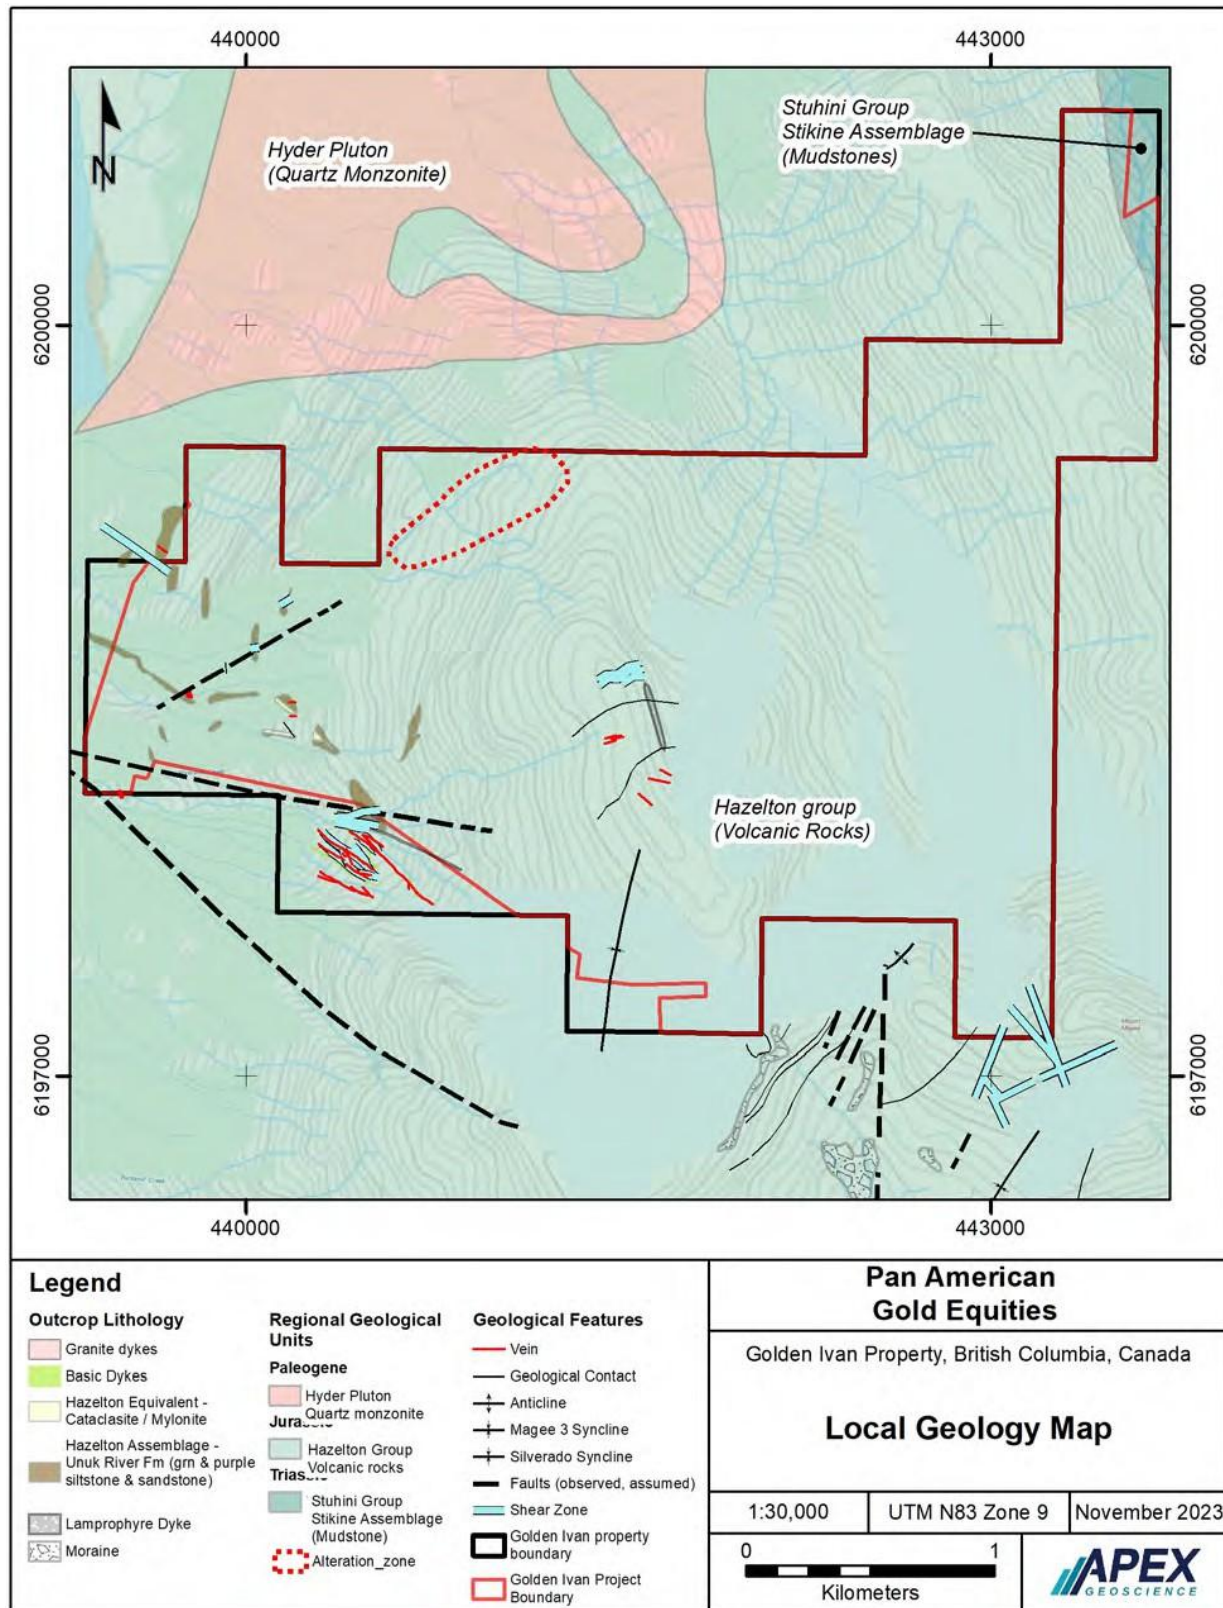 440000
443000
N
Hyder Pluton
(Quartz Monzonite)
Stuhini Group
Stikine Assemblage
(Mudstones)
6200000
6200000
Hazelton group
(Volcanic Rocks)
6197000
6197000
440000
443000
Legend
Outcrop Lithology
Granite dykes
Basic Dykes
Hazelton Equivalent -
Cataclasite / Mylonite
Hazelton Assemblage -
Unuk River Fm (grn & purple
siltstone & sandstone)
Lamprophyre Dyke
Moraine
Regional Geological
Units
Paleogene
Hyder Pluton
Quartz monzonite
Jurassic
Hazelton Group
Volcanic rocks
Triassic
Stuhini Group
Stikine Assemblage
(Mudstone)
Alteration_zone
Geological Features
Vein
Geological Contact
Anticline
Magee 3 Syncline
Silverado Syncline
Faults (observed, assumed)
Shear Zone
Golden Ivan property
boundary
Golden Ivan Project
Boundary
Pan American
Gold Equities
Golden Ivan Property, British Columbia, Canada
Local Geology Map
1:30,000
UTM N83 Zone 9
November 2023
0
1
Kilometers
APEX
GEOSCIENCE